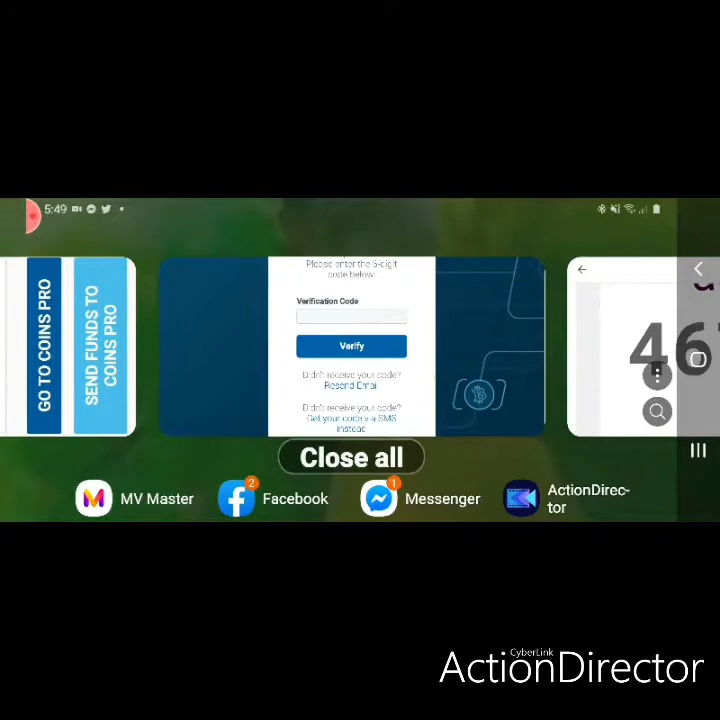 5:49
GO TO COINS PRO
SEND FUNDS TO
COINS PRO
Please enter the 6-digit
code below:
Verification Code
Verify
Didn't receive your code?
Resend Email
Didn't receive your code?
Get your code via SMS
instead
Close all
MV Master
2
Facebook
1
Messenger
ActionDirec-
tor
CyberLink
ActionDirector